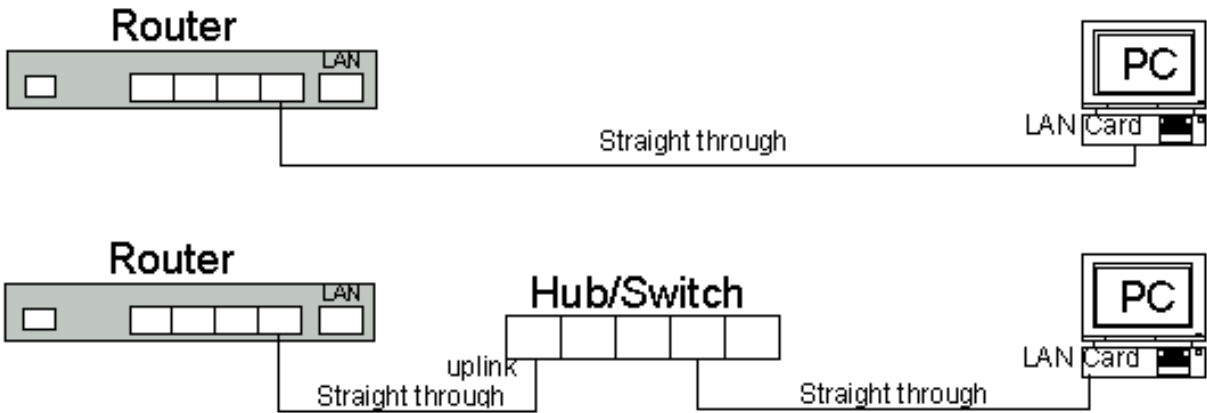 Router
LAN
PC
LAN Card
Straight through
Router
LAN
Hub/Switch
PC
uplink
LAN Card
Straight through
Straight through